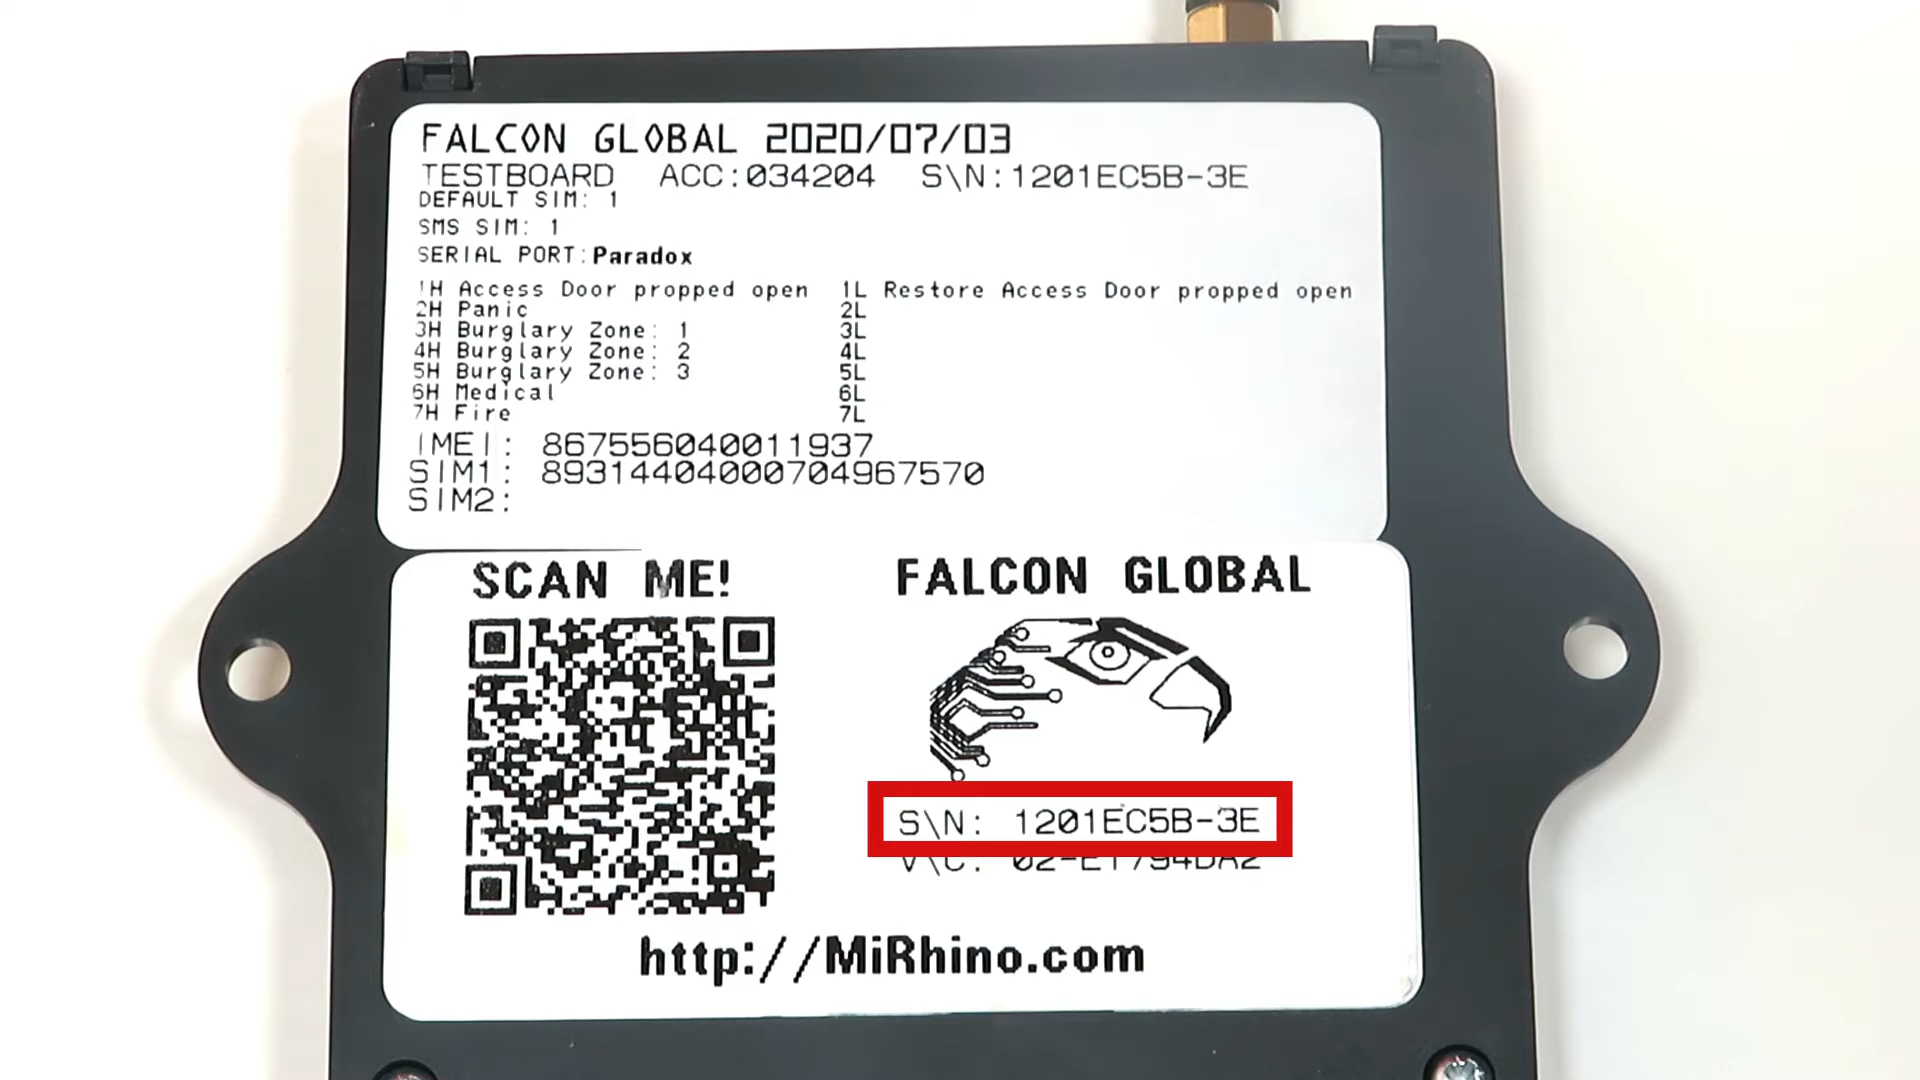 FALCON GLOBAL 2020/07/03
TESTBOARD ACC:034204 S\N:1201EC5B-3E
DEFAULT SIM: 1
SMS SIM: 1
SERIAL PORT:Paradox
1H Access Door propped open 1L Restore Access Door propped open
2H Panic 2L
3H Burglary Zone: 1 3L
4H Burglary Zone: 2 4L
5H Burglary Zone: 3 5L
6H Medical 6L
7H Fire 7L
IMEI: 867556040011937
SIM1: 89314404000704967570
SIM2:
SCAN ME!
FALCON GLOBAL
S\N: 1201EC5B-3E
V\C:
http://MiRhino.com